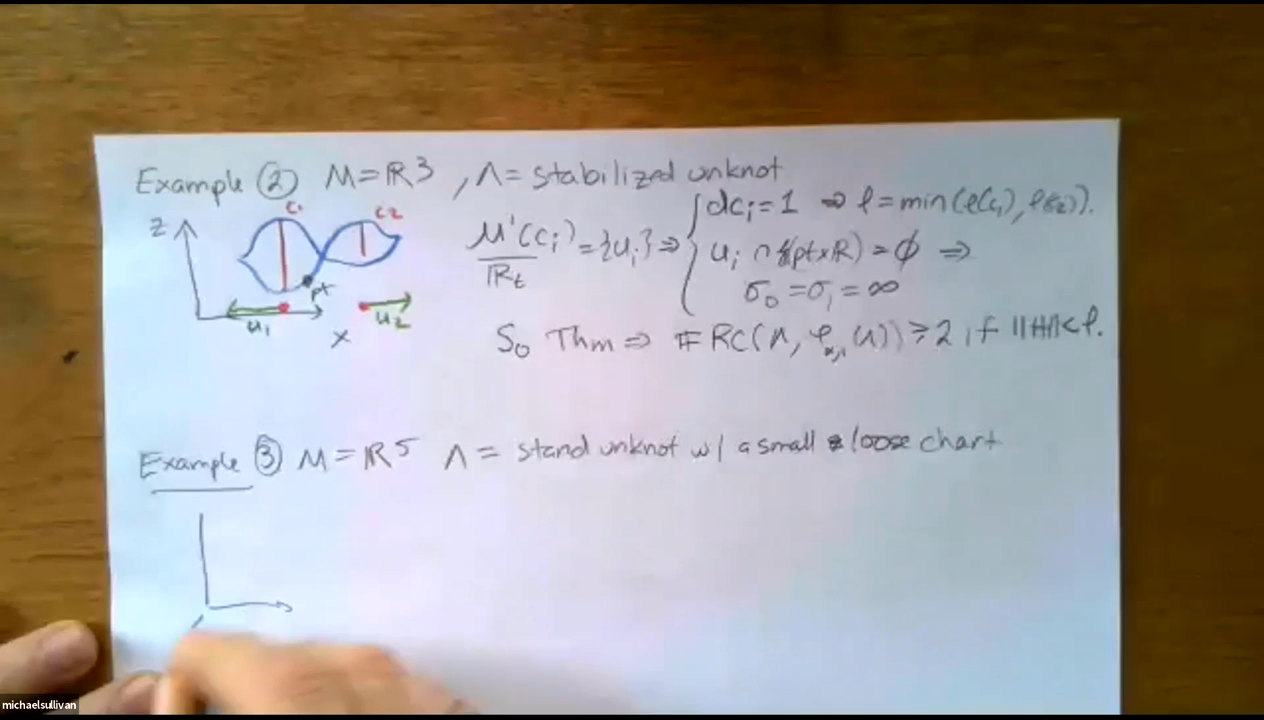 Example ② M=ℝ3 , Λ= stabilized unknot
z
c1
c2
pt
u1
u2
x
M¹(ci)/ℝt = {ui} ⇒ { dci=1 ⇒ ℓ=min(ℓ(c1), ℓ(c2)).
ui ∩ (pt×ℝ) = ∅ ⇒
σ0 = σ1 = ∞
So Thm ⇒ # RC(Λ, φ (Λ)) ≥ 2 if ||H||<ℓ.
Example ③ M=ℝ5 Λ = stand unknot w/ a small loose chart
michaelsullivan